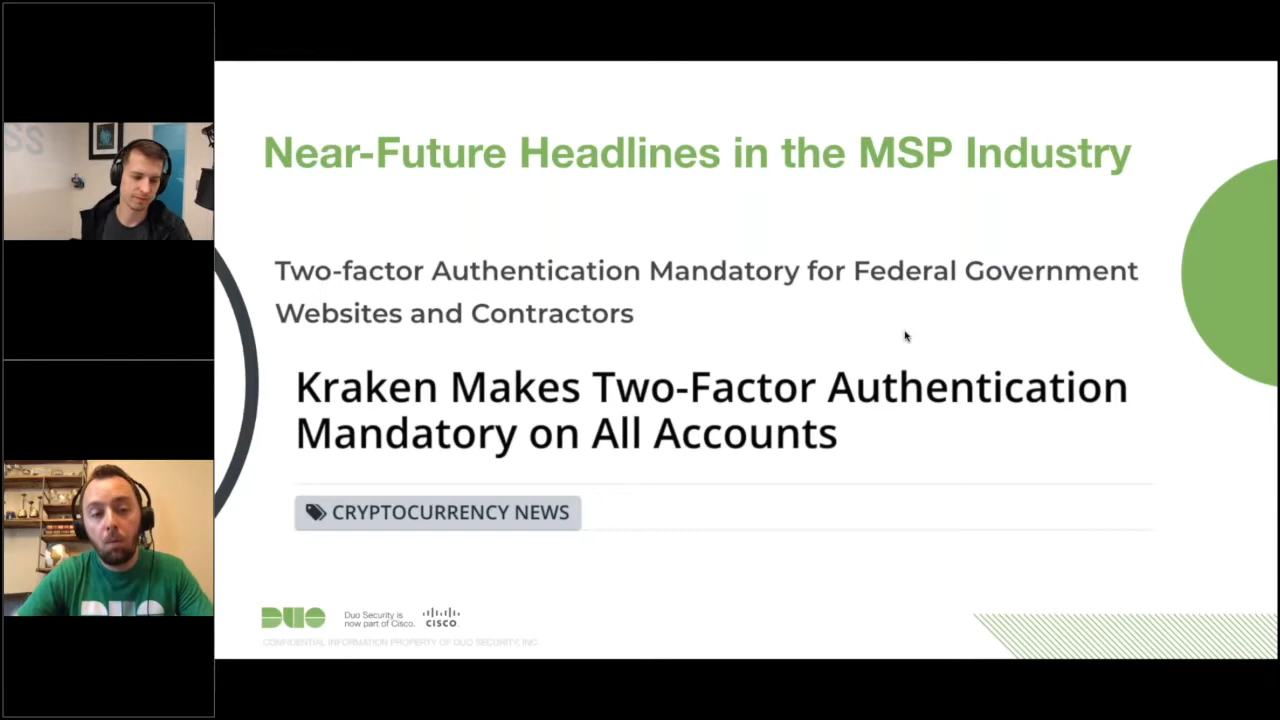 Near-Future Headlines in the MSP Industry
Two-factor Authentication Mandatory for Federal Government
Websites and Contractors
Kraken Makes Two-Factor Authentication
Mandatory on All Accounts
CRYPTOCURRENCY NEWS
DUO
Duo Security is
now part of Cisco.
CISCO
CONFIDENTIAL INFORMATION PROPERTY OF DUO SECURITY, INC.
DUO